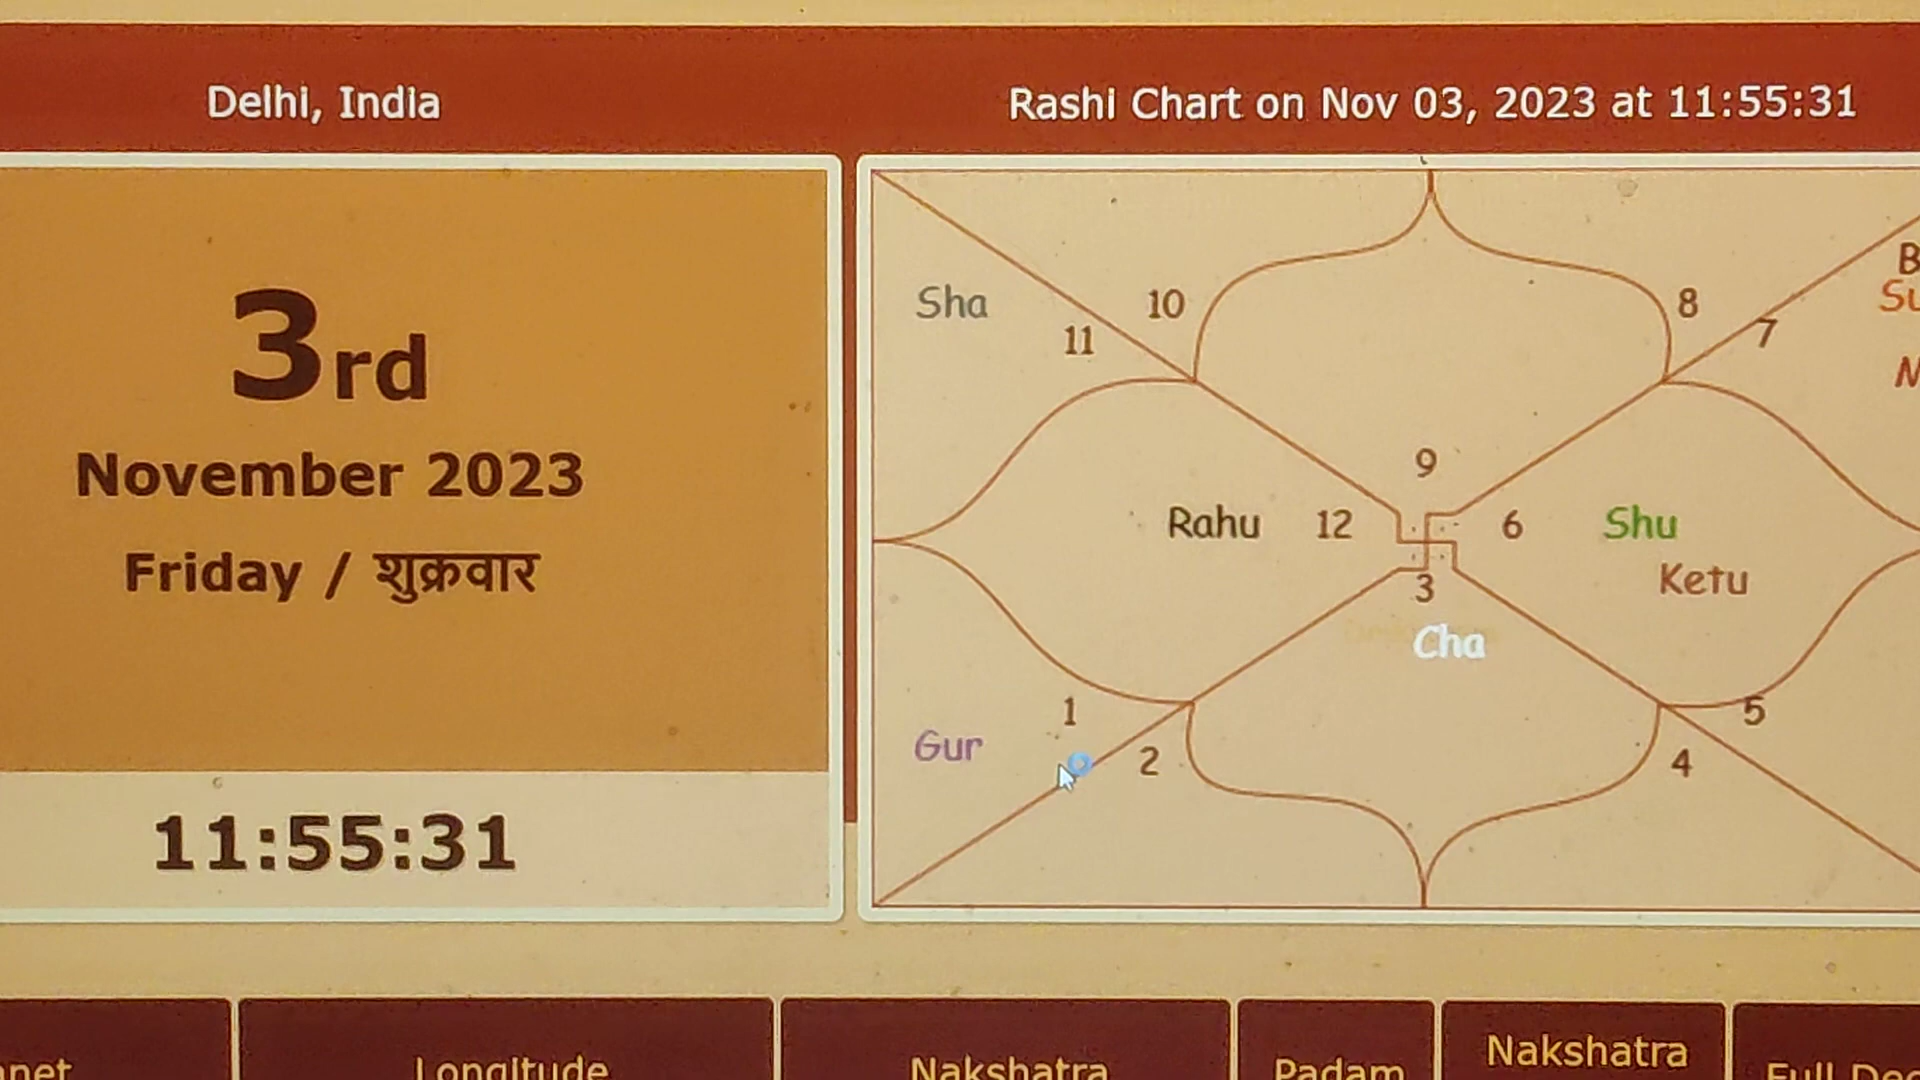 Delhi, India
Rashi Chart on Nov 03, 2023 at 11:55:31
3rd
November 2023
Friday / शुक्रवार
11:55:31
Sha
10
11
8
7
9
Rahu
12
6
Shu
Ketu
3
Cha
1
Gur
2
5
4
Longitude
Nakshatra
Padam
Nakshatra